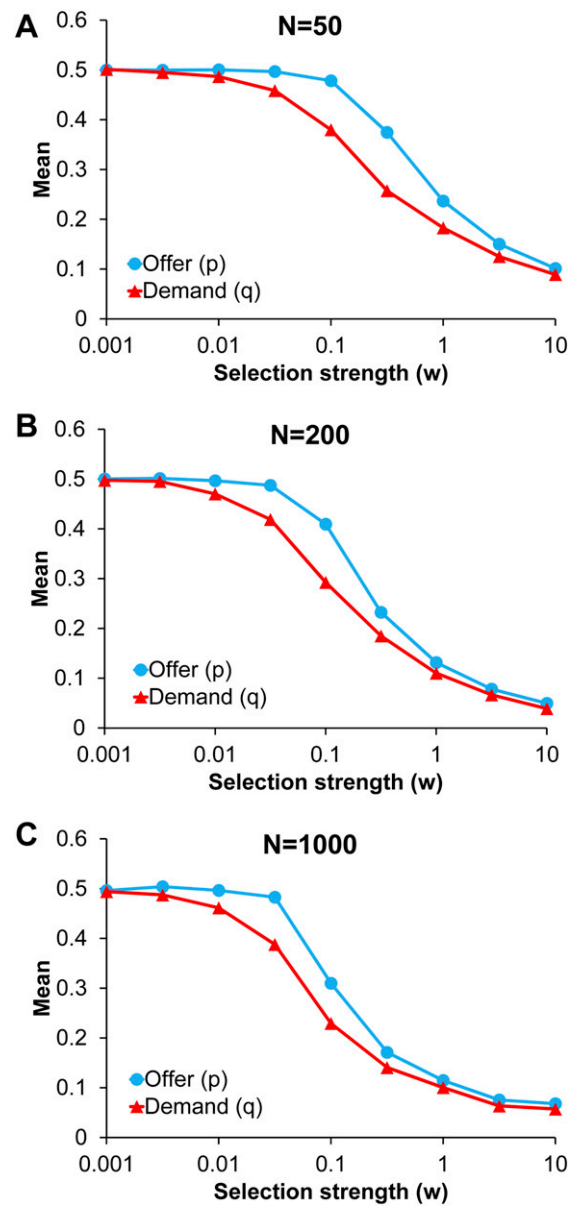 A
N=50
0.6
0.5
0.4
0.3
0.2
0.1
0
Mean
Offer (p)
Demand (q)
0.001 0.01 0.1 1 10
Selection strength (w)
B
N=200
0.6
0.5
0.4
0.3
0.2
0.1
0
Mean
Offer (p)
Demand (q)
0.001 0.01 0.1 1 10
Selection strength (w)
C
N=1000
0.6
0.5
0.4
0.3
0.2
0.1
0
Mean
Offer (p)
Demand (q)
0.001 0.01 0.1 1 10
Selection strength (w)